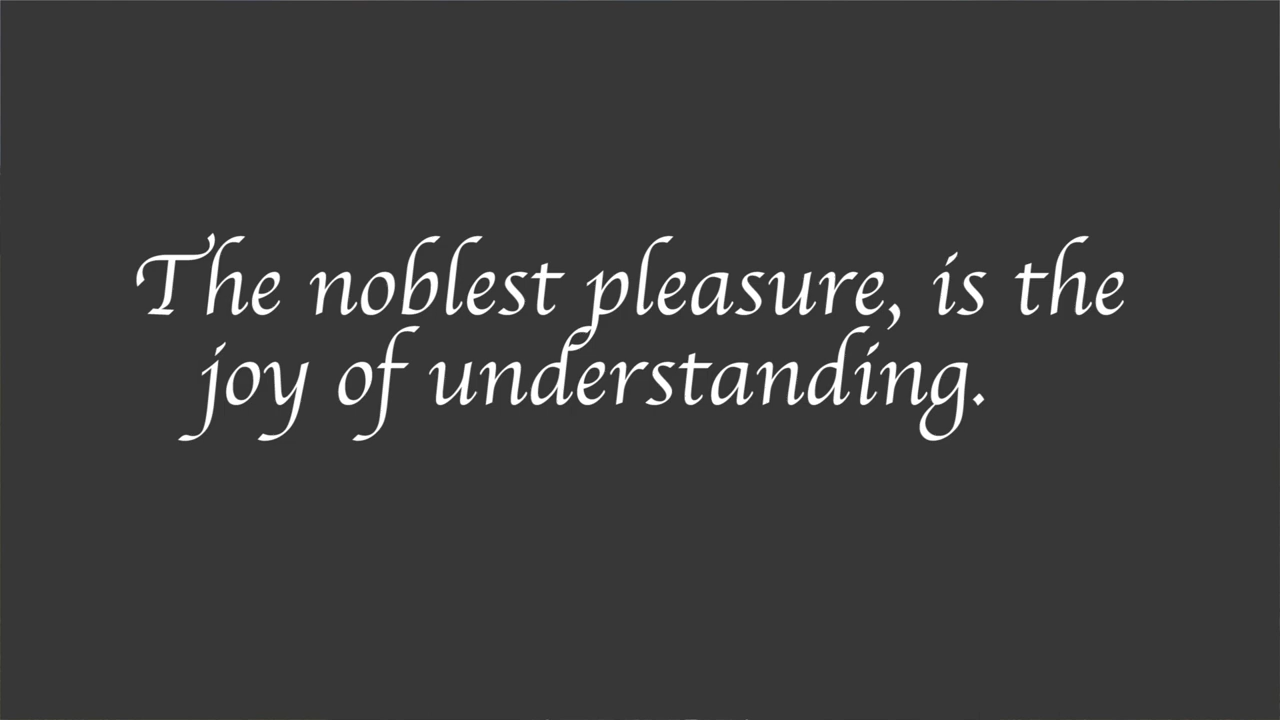 The noblest pleasure, is the
joy of understanding.